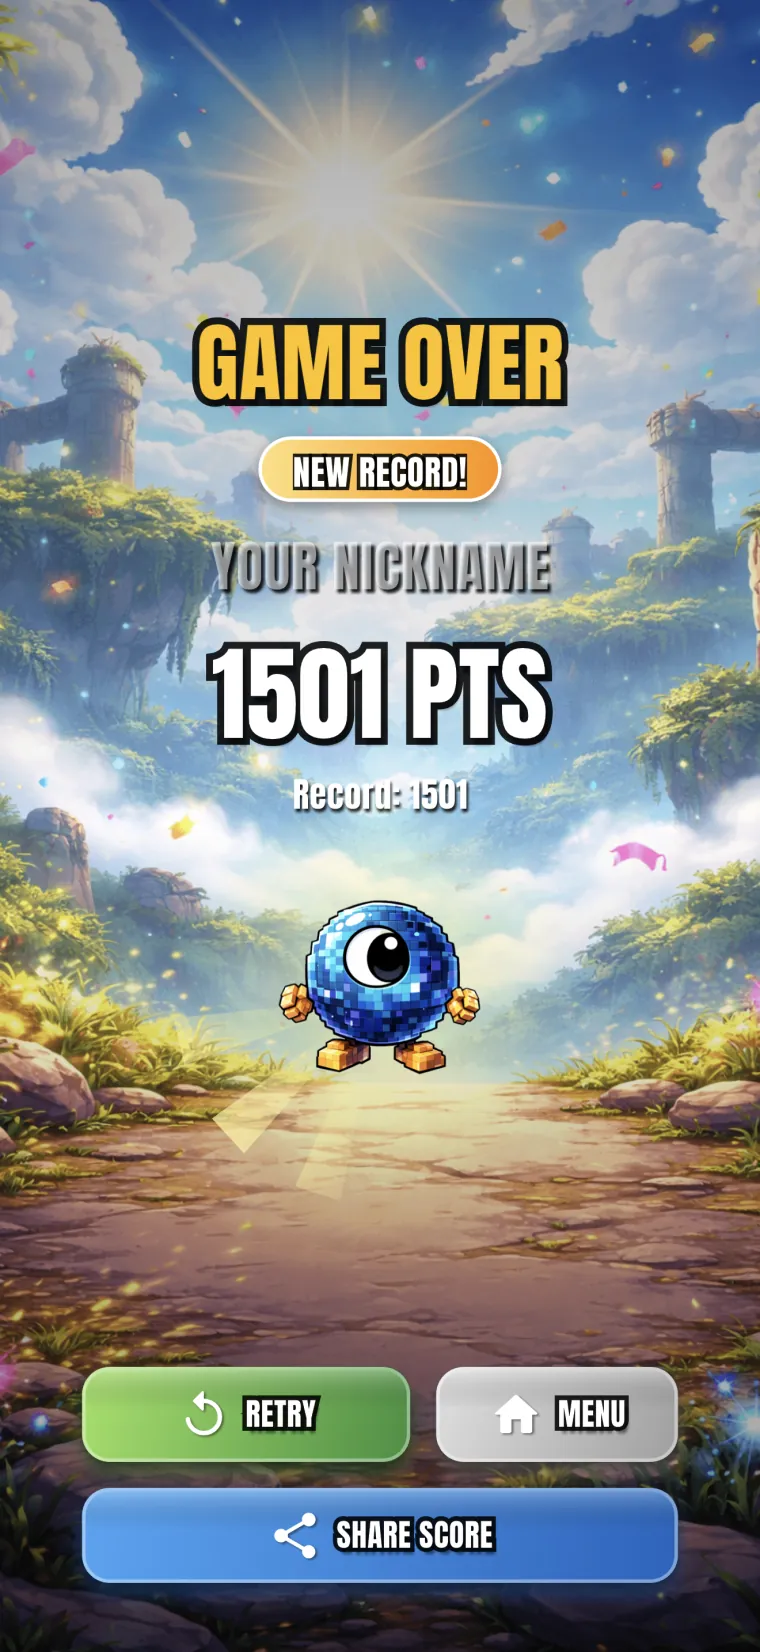 GAME OVER
NEW RECORD!
YOUR NICKNAME
1501 PTS
Record: 1501
RETRY
MENU
SHARE SCORE